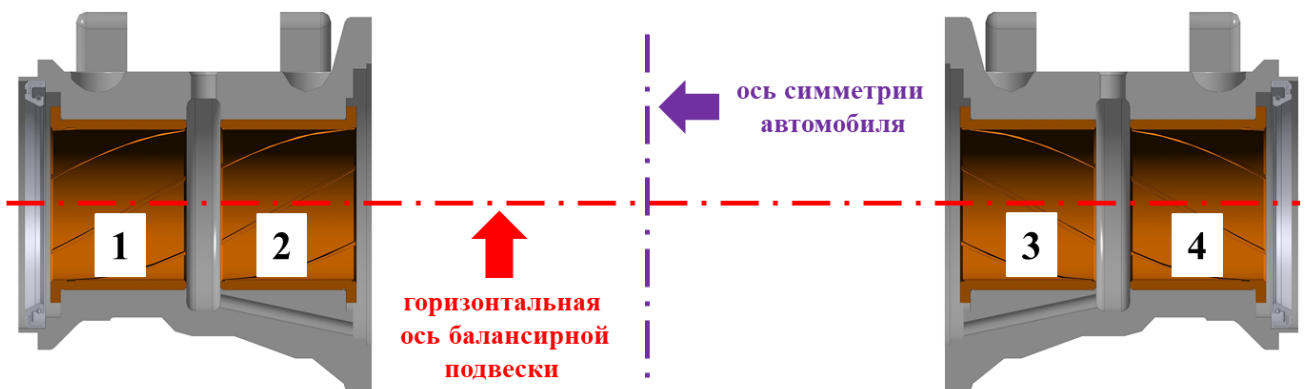 ось симметрии
автомобиля
1
2
3
4
горизонтальная
ось балансирной
подвески